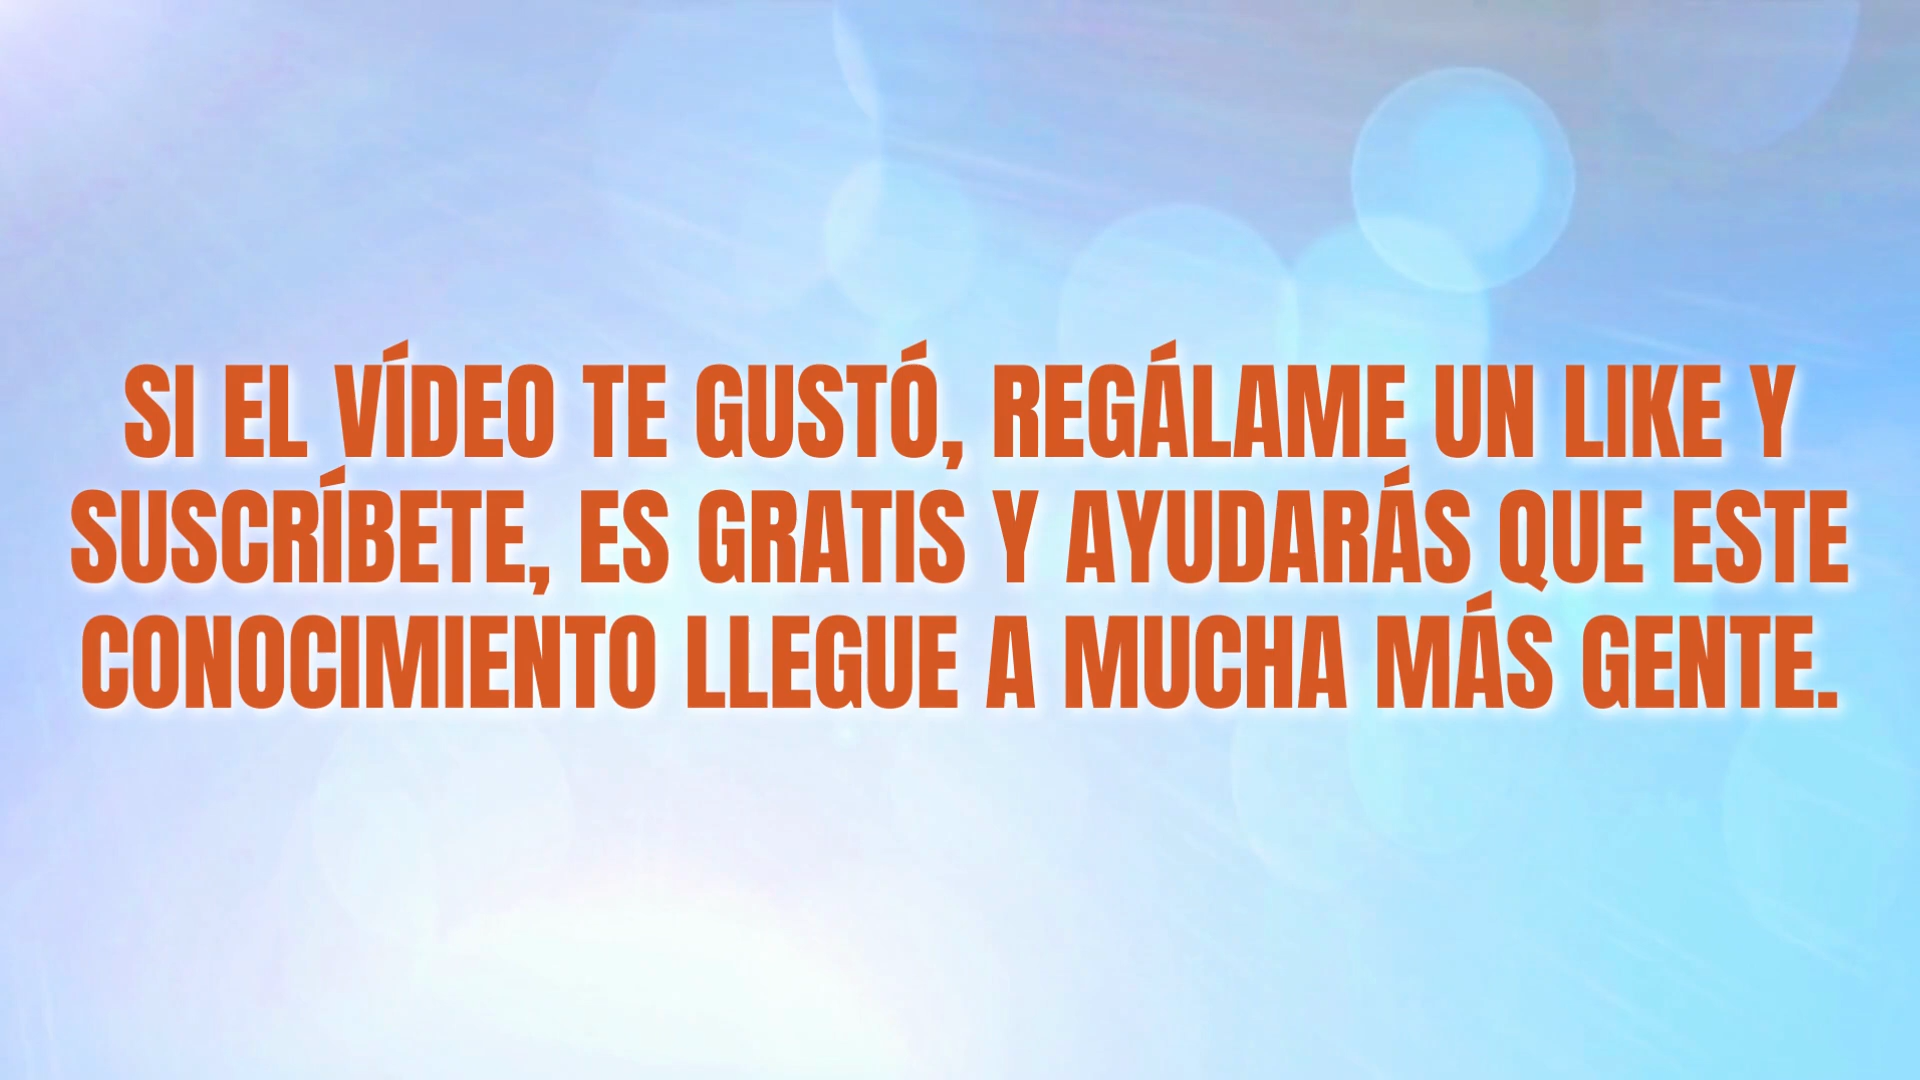 SI EL VÍDEO TE GUSTÓ, REGÁLAME UN LIKE Y
SUSCRÍBETE, ES GRATIS Y AYUDARÁS QUE ESTE
CONOCIMIENTO LLEGUE A MUCHA MÁS GENTE.